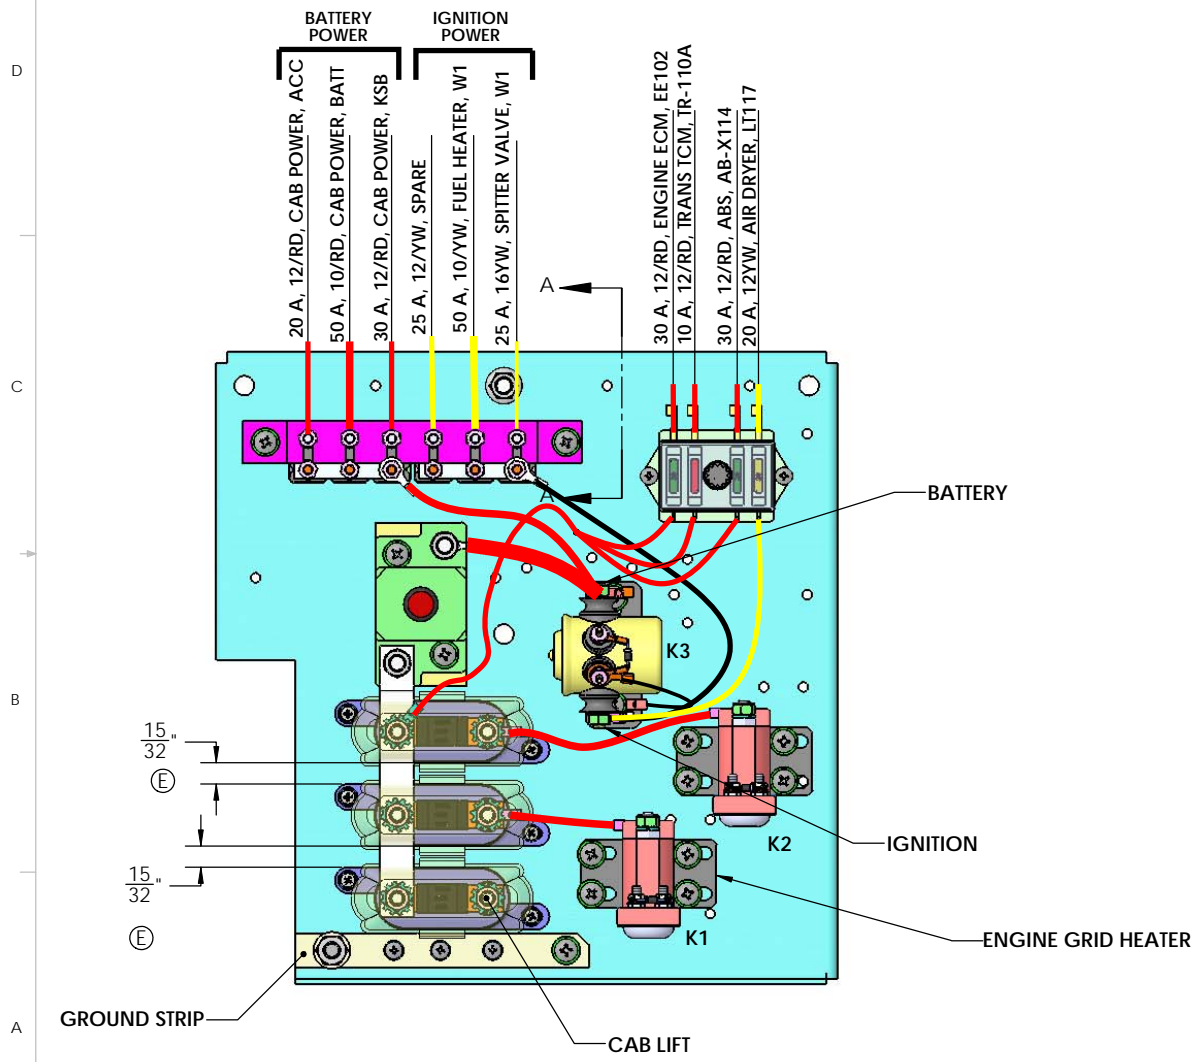 BATTERY
POWER
IGNITION
POWER
D
20 A, 12/RD, CAB POWER, ACC
50 A, 10/RD, CAB POWER, BATT
30 A, 12/RD, CAB POWER, KSB
25 A, 12/YW, SPARE
50 A, 10/YW, FUEL HEATER, W1
25 A, 16YW, SPITTER VALVE, W1
30 A, 12/RD, ENGINE ECM, EE102
10 A, 12/RD, TRANS TCM, TR-110A
30 A, 12/RD, ABS, AB-X114
20 A, 12YW, AIR DRYER, LT117
A
C
A
BATTERY
K3
B
15/32"
E
K2
IGNITION
15/32"
E
K1
ENGINE GRID HEATER
GROUND STRIP
A
CAB LIFT